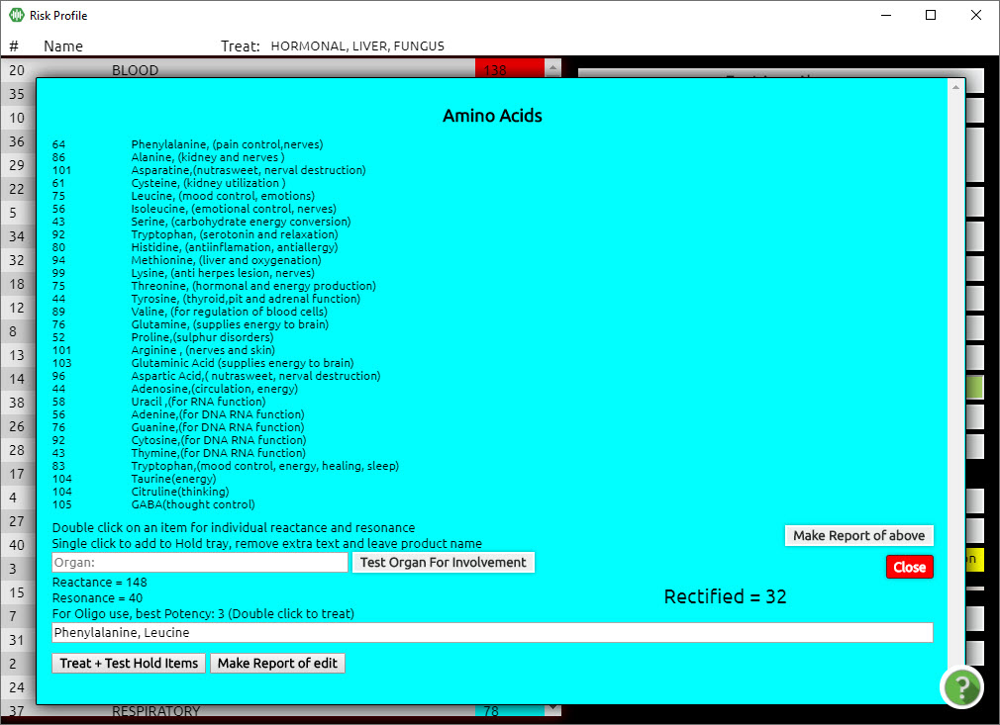 Risk Profile
# Name Treat: HORMONAL, LIVER, FUNGUS
20 BLOOD 138
35
10
36
29
22
5
34
32
18
12
8
13
14
38
26
28
17
4
27
40
3
15
7
31
2
24
37 RESPIRATORY 78
Amino Acids
64 Phenylalanine, (pain control,nerves)
86 Alanine, (kidney and nerves )
101 Asparatine,(nutrasweet, nerval destruction)
61 Cysteine, (kidney utilization )
75 Leucine, (mood control, emotions)
56 Isoleucine, (emotional control, nerves)
43 Serine, (carbohydrate energy conversion)
92 Tryptophan, (serotonin and relaxation)
80 Histidine, (antiinflamation, antiallergy)
94 Methionine, (liver and oxygenation)
99 Lysine, (anti herpes lesion, nerves)
75 Threonine, (hormonal and energy production)
44 Tyrosine, (thyroid,pit and adrenal function)
89 Valine, (for regulation of blood cells)
76 Glutamine, (supplies energy to brain)
52 Proline,(sulphur disorders)
101 Arginine , (nerves and skin)
103 Glutaminic Acid (supplies energy to brain)
96 Aspartic Acid,( nutrasweet, nerval destruction)
44 Adenosine,(circulation, energy)
58 Uracil ,(for RNA function)
56 Adenine,(for DNA RNA function)
76 Guanine,(for DNA RNA function)
92 Cytosine,(for DNA RNA function)
43 Thymine,(for DNA RNA function)
83 Tryptophan,(mood control, energy, healing, sleep)
104 Taurine(energy)
104 Citruline(thinking)
105 GABA(thought control)
Double click on an item for individual reactance and resonance
Single click to add to Hold tray, remove extra text and leave product name
Make Report of above
Organ: Test Organ For Involvement
Close
Reactance = 148
Resonance = 40
Rectified = 32
For Oligo use, best Potency: 3 (Double click to treat)
Phenylalanine, Leucine
Treat + Test Hold Items Make Report of edit
?